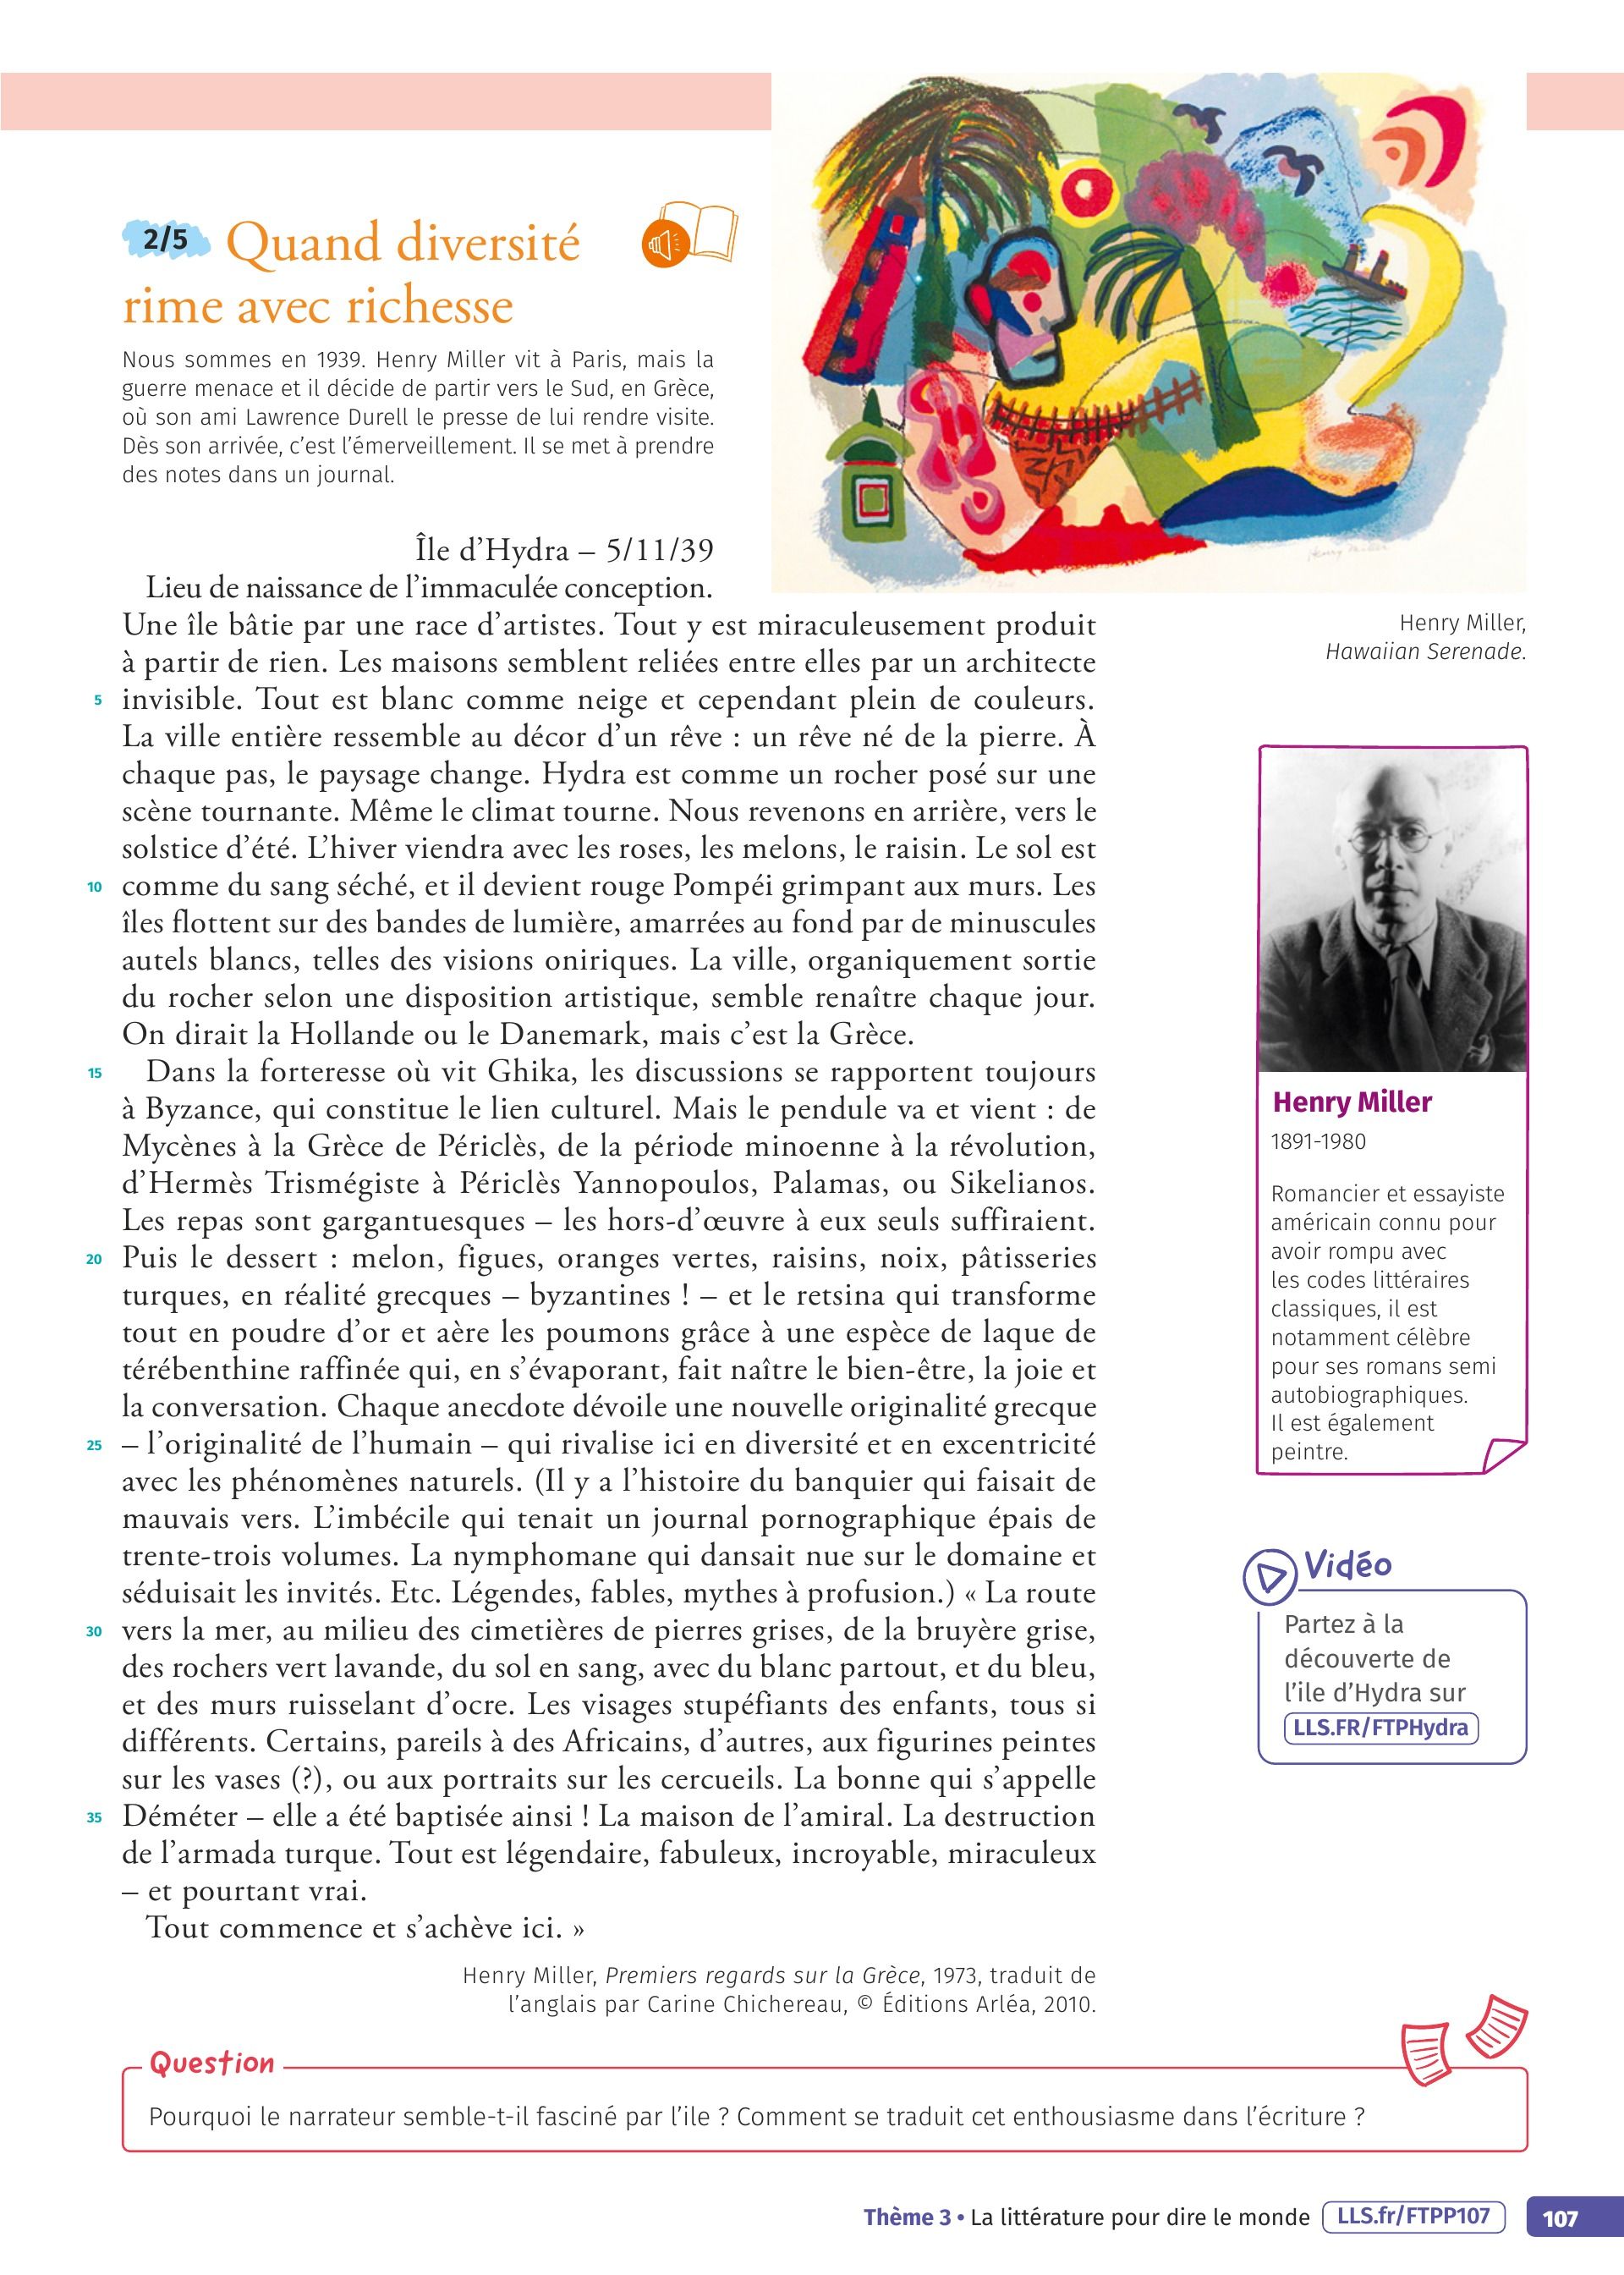 2/5 Quand diversité
rime avec richesse
Nous sommes en 1939. Henry Miller vit à Paris, mais la
guerre menace et il décide de partir vers le Sud, en Grèce,
où son ami Lawrence Durell le presse de lui rendre visite.
Dès son arrivée, c’est l’émerveillement. Il se met à prendre
des notes dans un journal.
Île d’Hydra – 5/11/39
Lieu de naissance de l’immaculée conception.
Une île bâtie par une race d’artistes. Tout y est miraculeusement produit
à partir de rien. Les maisons semblent reliées entre elles par un architecte
5 invisible. Tout est blanc comme neige et cependant plein de couleurs.
La ville entière ressemble au décor d’un rêve : un rêve né de la pierre. À
chaque pas, le paysage change. Hydra est comme un rocher posé sur une
scène tournante. Même le climat tourne. Nous revenons en arrière, vers le
solstice d’été. L’hiver viendra avec les roses, les melons, le raisin. Le sol est
10 comme du sang séché, et il devient rouge Pompéi grimpant aux murs. Les
îles flottent sur des bandes de lumière, amarrées au fond par de minuscules
autels blancs, telles des visions oniriques. La ville, organiquement sortie
du rocher selon une disposition artistique, semble renaître chaque jour.
On dirait la Hollande ou le Danemark, mais c’est la Grèce.
15 Dans la forteresse où vit Ghika, les discussions se rapportent toujours
à Byzance, qui constitue le lien culturel. Mais le pendule va et vient : de
Mycènes à la Grèce de Périclès, de la période minoenne à la révolution,
d’Hermès Trismégiste à Périclès Yannopoulos, Palamas, ou Sikelianos.
Les repas sont gargantuesques – les hors-d’œuvre à eux seuls suffiraient.
20 Puis le dessert : melon, figues, oranges vertes, raisins, noix, pâtisseries
turques, en réalité grecques – byzantines ! – et le retsina qui transforme
tout en poudre d’or et aère les poumons grâce à une espèce de laque de
térébenthine raffinée qui, en s’évaporant, fait naître le bien-être, la joie et
la conversation. Chaque anecdote dévoile une nouvelle originalité grecque
25 – l’originalité de l’humain – qui rivalise ici en diversité et en excentricité
avec les phénomènes naturels. (Il y a l’histoire du banquier qui faisait de
mauvais vers. L’imbécile qui tenait un journal pornographique épais de
trente-trois volumes. La nymphomane qui dansait nue sur le domaine et
séduisait les invités. Etc. Légendes, fables, mythes à profusion.) « La route
30 vers la mer, au milieu des cimetières de pierres grises, de la bruyère grise,
des rochers vert lavande, du sol en sang, avec du blanc partout, et du bleu,
et des murs ruisselant d’ocre. Les visages stupéfiants des enfants, tous si
différents. Certains, pareils à des Africains, d’autres, aux figurines peintes
sur les vases (?), ou aux portraits sur les cercueils. La bonne qui s’appelle
35 Déméter – elle a été baptisée ainsi ! La maison de l’amiral. La destruction
de l’armada turque. Tout est légendaire, fabuleux, incroyable, miraculeux
– et pourtant vrai.
Tout commence et s’achève ici. »
Henry Miller, Premiers regards sur la Grèce, 1973, traduit de
l’anglais par Carine Chichereau, © Éditions Arléa, 2010.
Henry Miller,
Hawaiian Serenade.
Henry Miller
1891-1980
Romancier et essayiste
américain connu pour
avoir rompu avec
les codes littéraires
classiques, il est
notamment célèbre
pour ses romans semi
autobiographiques.
Il est également
peintre.
Vidéo
Partez à la
découverte de
l’ile d’Hydra sur
LLS.FR/FTPHydra
Question
Pourquoi le narrateur semble-t-il fasciné par l’ile ? Comment se traduit cet enthousiasme dans l’écriture ?
Thème 3 • La littérature pour dire le monde LLS.fr/FTPP107 107